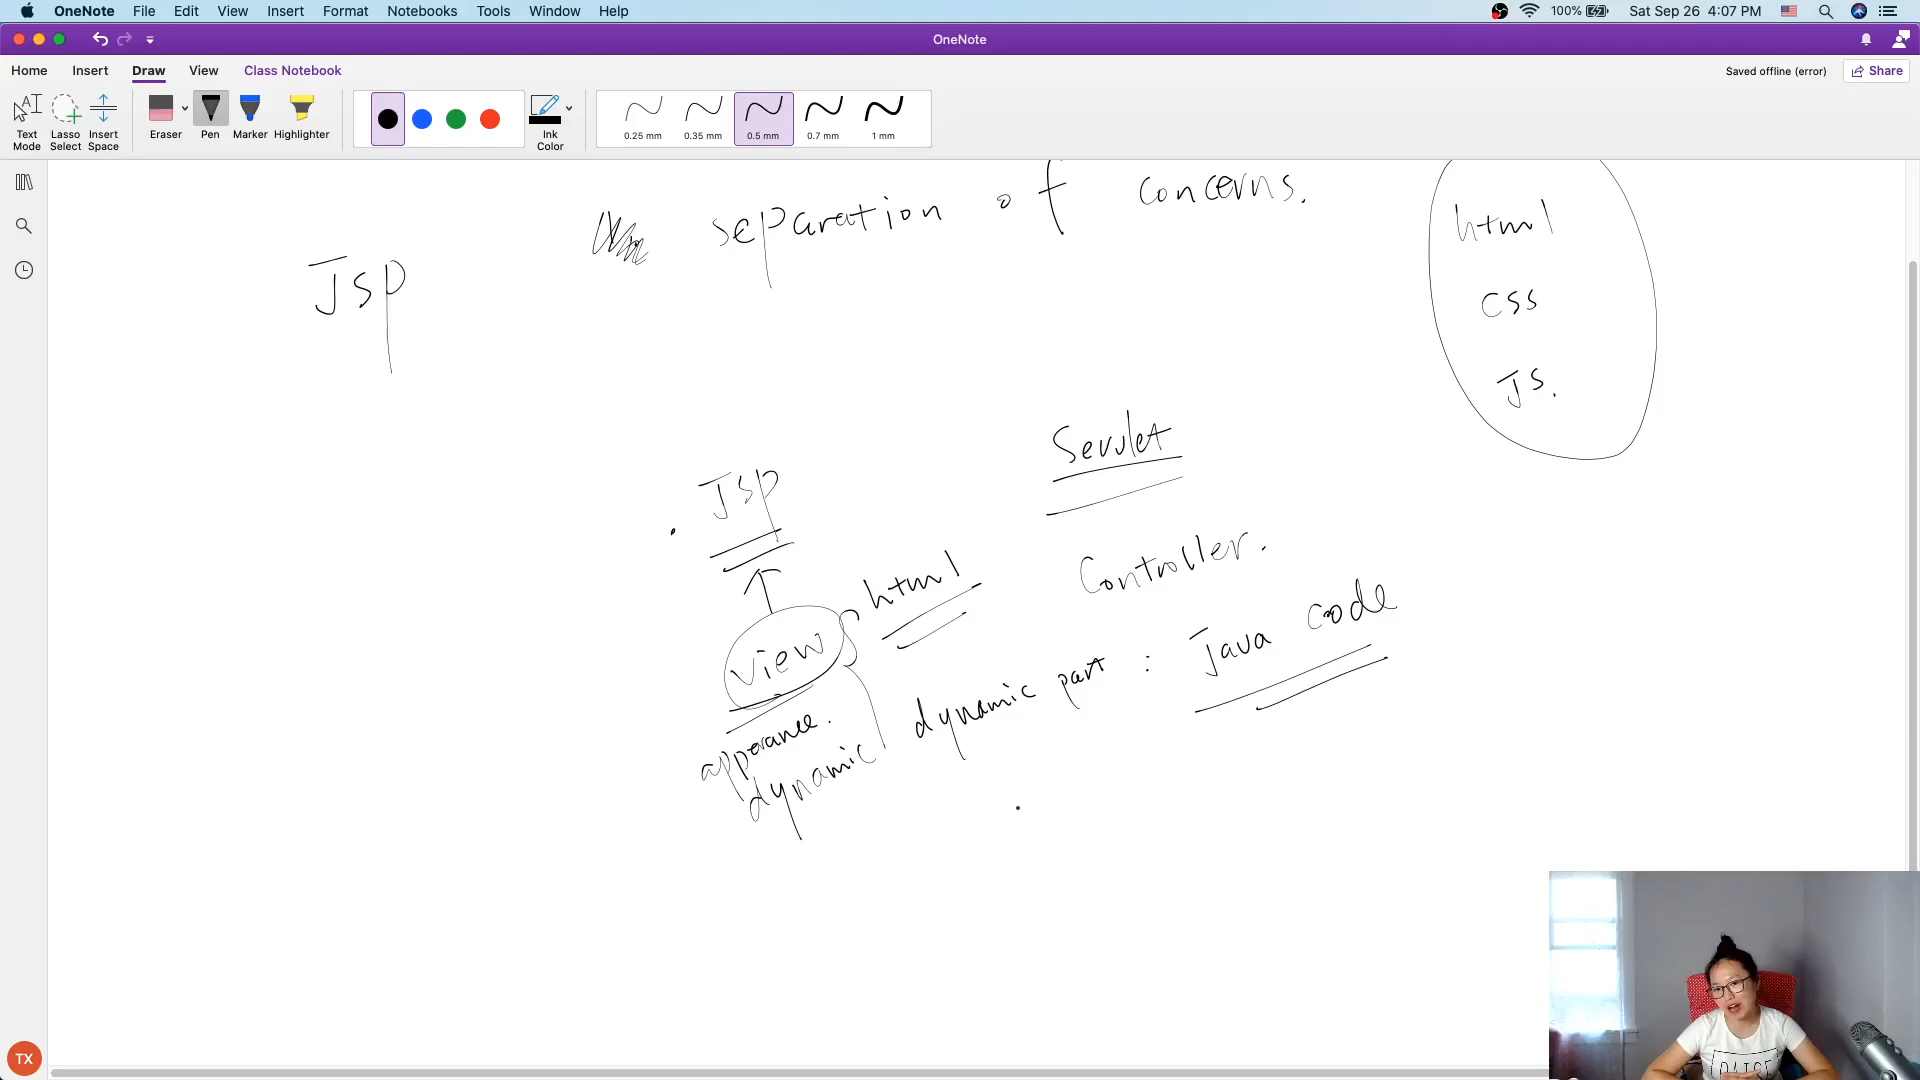 OneNote File Edit View Insert Format Notebooks Tools Window Help 100% Sat Sep 26 4:07 PM
OneNote
Home Insert Draw View Class Notebook Saved offline (error) Share
Text Mode Lasso Select Insert Space Eraser Pen Marker Highlighter Ink Color 0.25 mm 0.35 mm 0.5 mm 0.7 mm 1 mm
separation of concerns.
html
css
JS.
Jsp
Servlet
Jsp
Controller.
html
view
dynamic part : Java code
apperance.
dynamic
TX